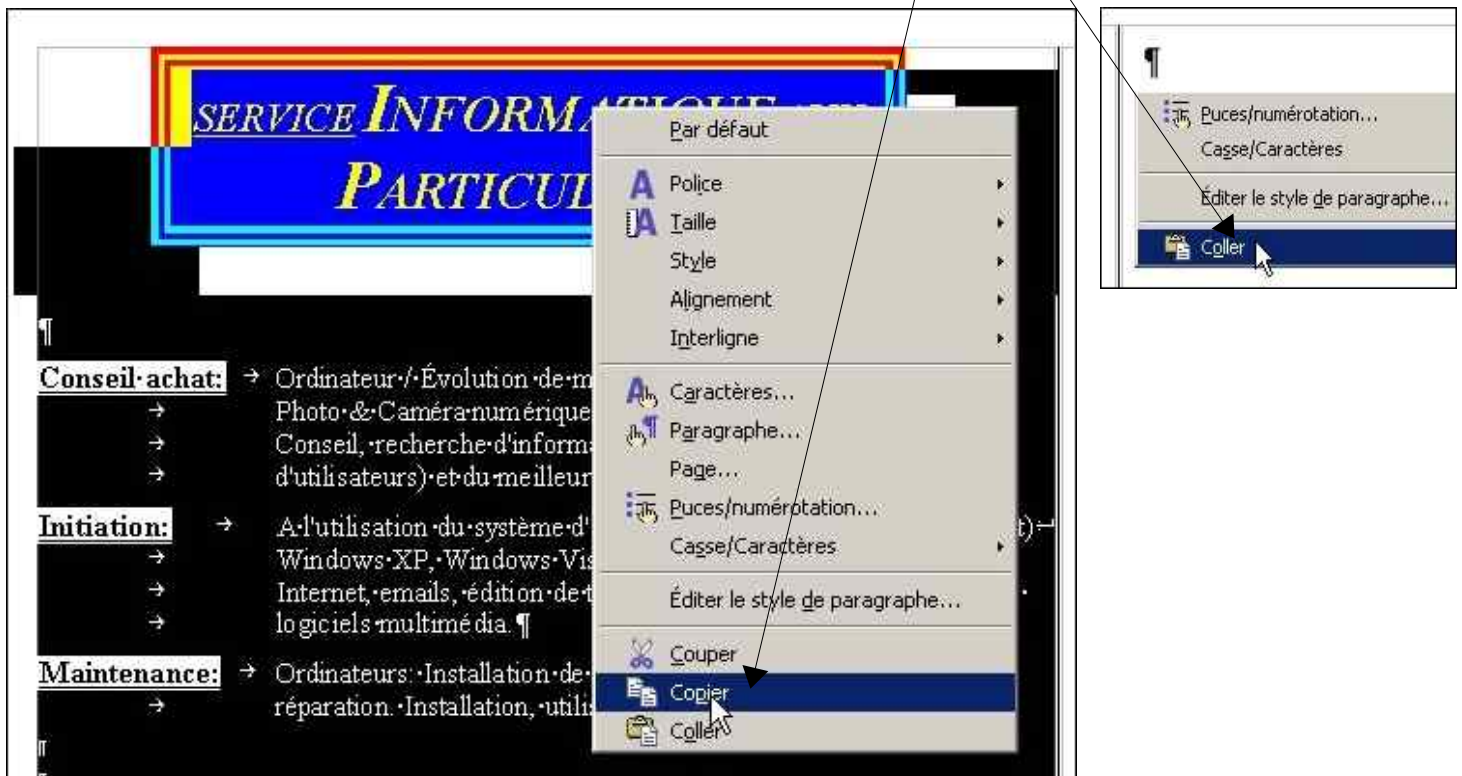 SERVICE INFORMATIQUE
PARTICUL
¶
Conseil·achat: → Ordinateur·/·Évolution·de·m
→ Photo·&·Caméra·numérique
→ Conseil,·recherche·d'inform
→ d'utilisateurs)·et·du·meilleur
Initiation: → A·l'utilisation·du·système·d' t)↵
→ Windows·XP,·Windows·Vis
→ Internet,·emails,·édition·de·t
→ logiciels·multimédia.¶
Maintenance: → Ordinateurs:·Installation·de·
→ réparation.·Installation,·utilis
¶
Par défaut
Police
Taille
Style
Alignement
Interligne
Caractères...
Paragraphe...
Page...
Puces/numérotation...
Casse/Caractères
Éditer le style de paragraphe...
Couper
Copier
Coller
¶
Puces/numérotation...
Casse/Caractères
Éditer le style de paragraphe...
Coller